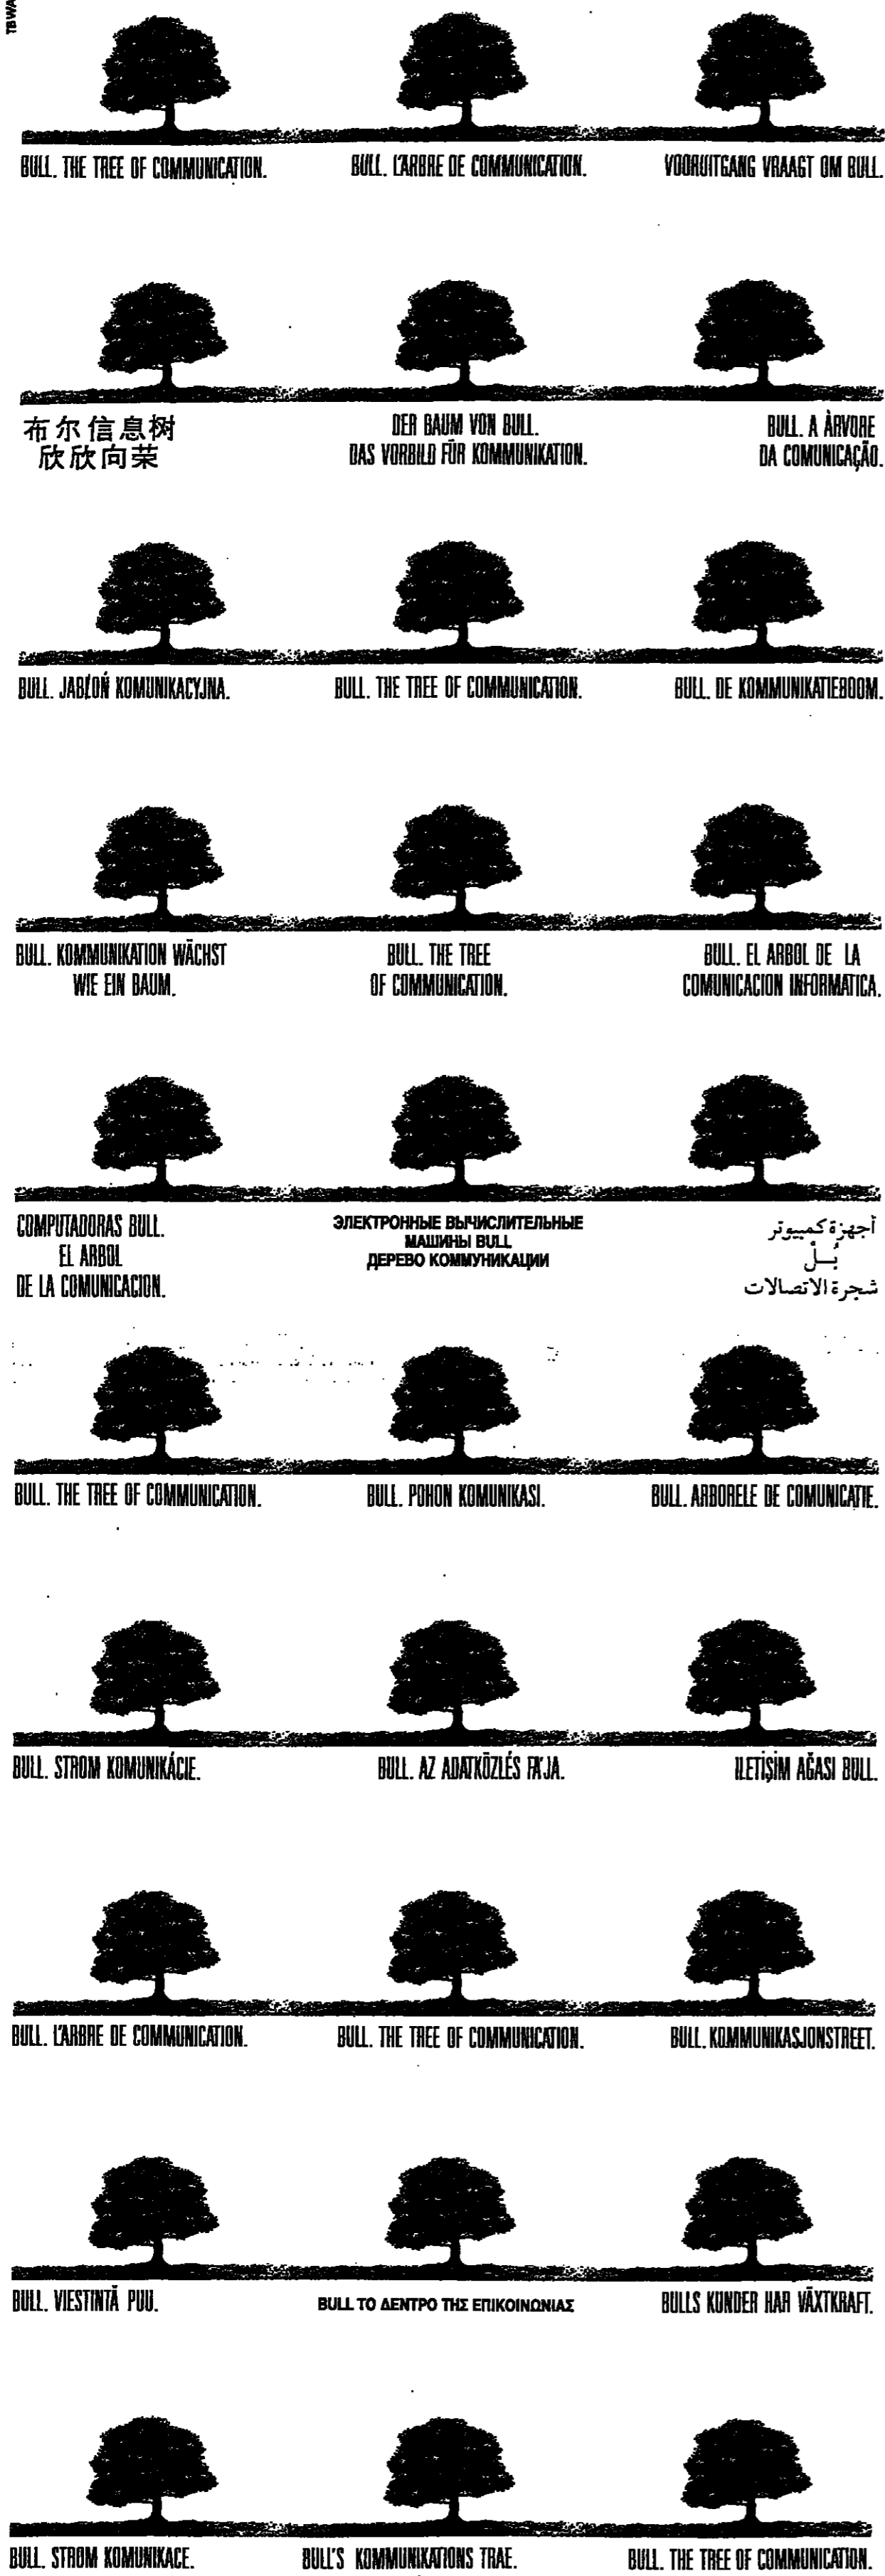 TBWA
BULL. THE TREE OF COMMUNICATION.
BULL. L'ARBRE DE COMMUNICATION.
VOORUITGANG VRAAGT OM BULL.
布尔信息树
欣欣向荣
DER BAUM VON BULL.
DAS VORBILD FÜR KOMMUNIKATION.
BULL. A ÀRVORE
DA COMUNICAÇÃO.
BULL. JABŁOŃ KOMUNIKACYJNA.
BULL. THE TREE OF COMMUNICATION.
BULL. DE KOMMUNIKATIEBOOM.
BULL. KOMMUNIKATION WÄCHST
WIE EIN BAUM.
BULL. THE TREE
OF COMMUNICATION.
BULL. EL ARBOL DE LA
COMUNICACION INFORMATICA.
COMPUTADORAS BULL.
EL ARBOL
DE LA COMUNICACION.
ЭЛЕКТРОННЫЕ ВЫЧИСЛИТЕЛЬНЫЕ
МАШИНЫ BULL
ДЕРЕВО КОММУНИКАЦИИ
أجهزة كمبيوتر
بُــلّ
شجرة الاتصالات
BULL. THE TREE OF COMMUNICATION.
BULL. POHON KOMUNIKASI.
BULL. ARBORELE DE COMUNICATIE.
BULL. STROM KOMUNIKÁCIE.
BULL. AZ ADATKÖZLÉS FA'JA.
ILETİŞİM AĞASI BULL.
BULL. L'ARBRE DE COMMUNICATION.
BULL. THE TREE OF COMMUNICATION.
BULL. KOMMUNIKASJONSTREET.
BULL. VIESTINTÄ PUU.
BULL ΤΟ ΔΕΝΤΡΟ ΤΗΣ ΕΠΙΚΟΙΝΩΝΙΑΣ
BULLS KUNDER HAR VÄXTKRAFT.
BULL. STROM KOMUNIKACE.
BULL'S KOMMUNIKATIONS TRAE.
BULL. THE TREE OF COMMUNICATION.